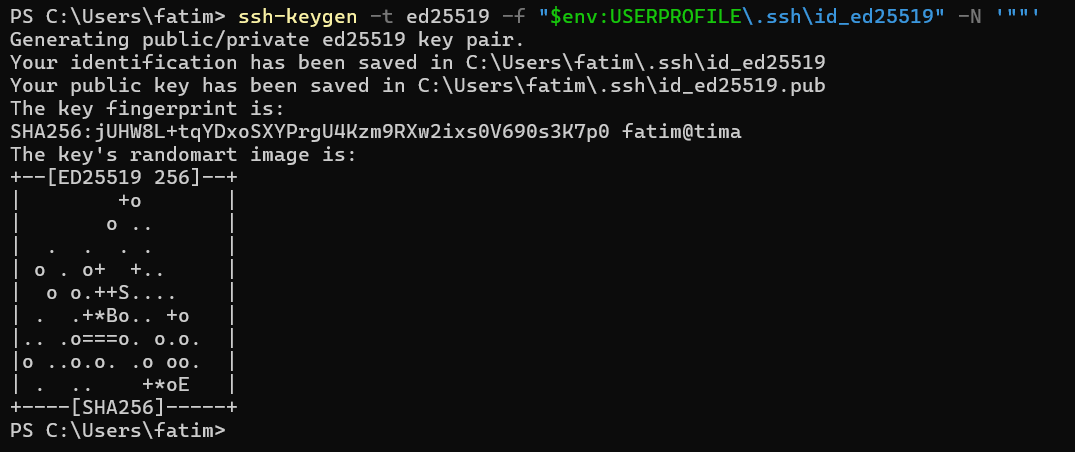 PS C:\Users\fatim> ssh-keygen -t ed25519 -f "$env:USERPROFILE\.ssh\id_ed25519" -N '""'
Generating public/private ed25519 key pair.
Your identification has been saved in C:\Users\fatim\.ssh\id_ed25519
Your public key has been saved in C:\Users\fatim\.ssh\id_ed25519.pub
The key fingerprint is:
SHA256:jUHW8L+tqYDxoSXYPrgU4Kzm9RXw2ixs0V690s3K7p0 fatim@tima
The key's randomart image is:
+--[ED25519 256]--+
|        +o       |
|       o ..      |
|  .  .  . .      |
| o . o+  +..     |
|  o o.++S....    |
| .  .+*Bo.. +o   |
|.. .o===o. o.o.  |
|o ..o.o. .o oo.  |
| .  ..    +*oE   |
+----[SHA256]-----+
PS C:\Users\fatim>